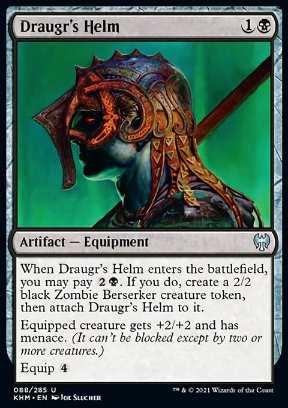 Draugr's Helm 1
Artifact — Equipment
When Draugr's Helm enters the battlefield,
you may pay 2. If you do, create a 2/2
black Zombie Berserker creature token,
then attach Draugr's Helm to it.
Equipped creature gets +2/+2 and has
menace. (It can't be blocked except by two
or more creatures.)
Equip 4
088/285 U
KHM • EN Joe Slucher
™ & © 2021 Wizards of the Coast